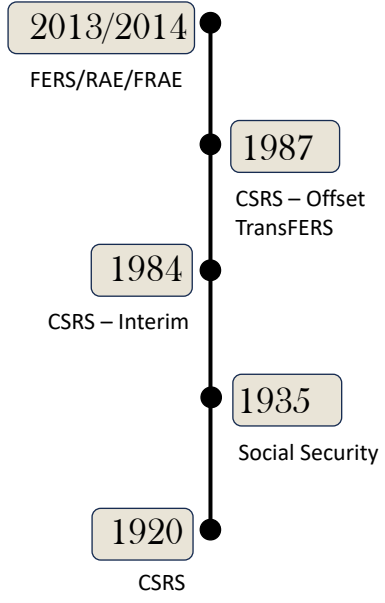 2013/2014
FERS/RAE/FRAE
1987
CSRS – Offset
TransFERS
1984
CSRS – Interim
1935
Social Security
1920
CSRS